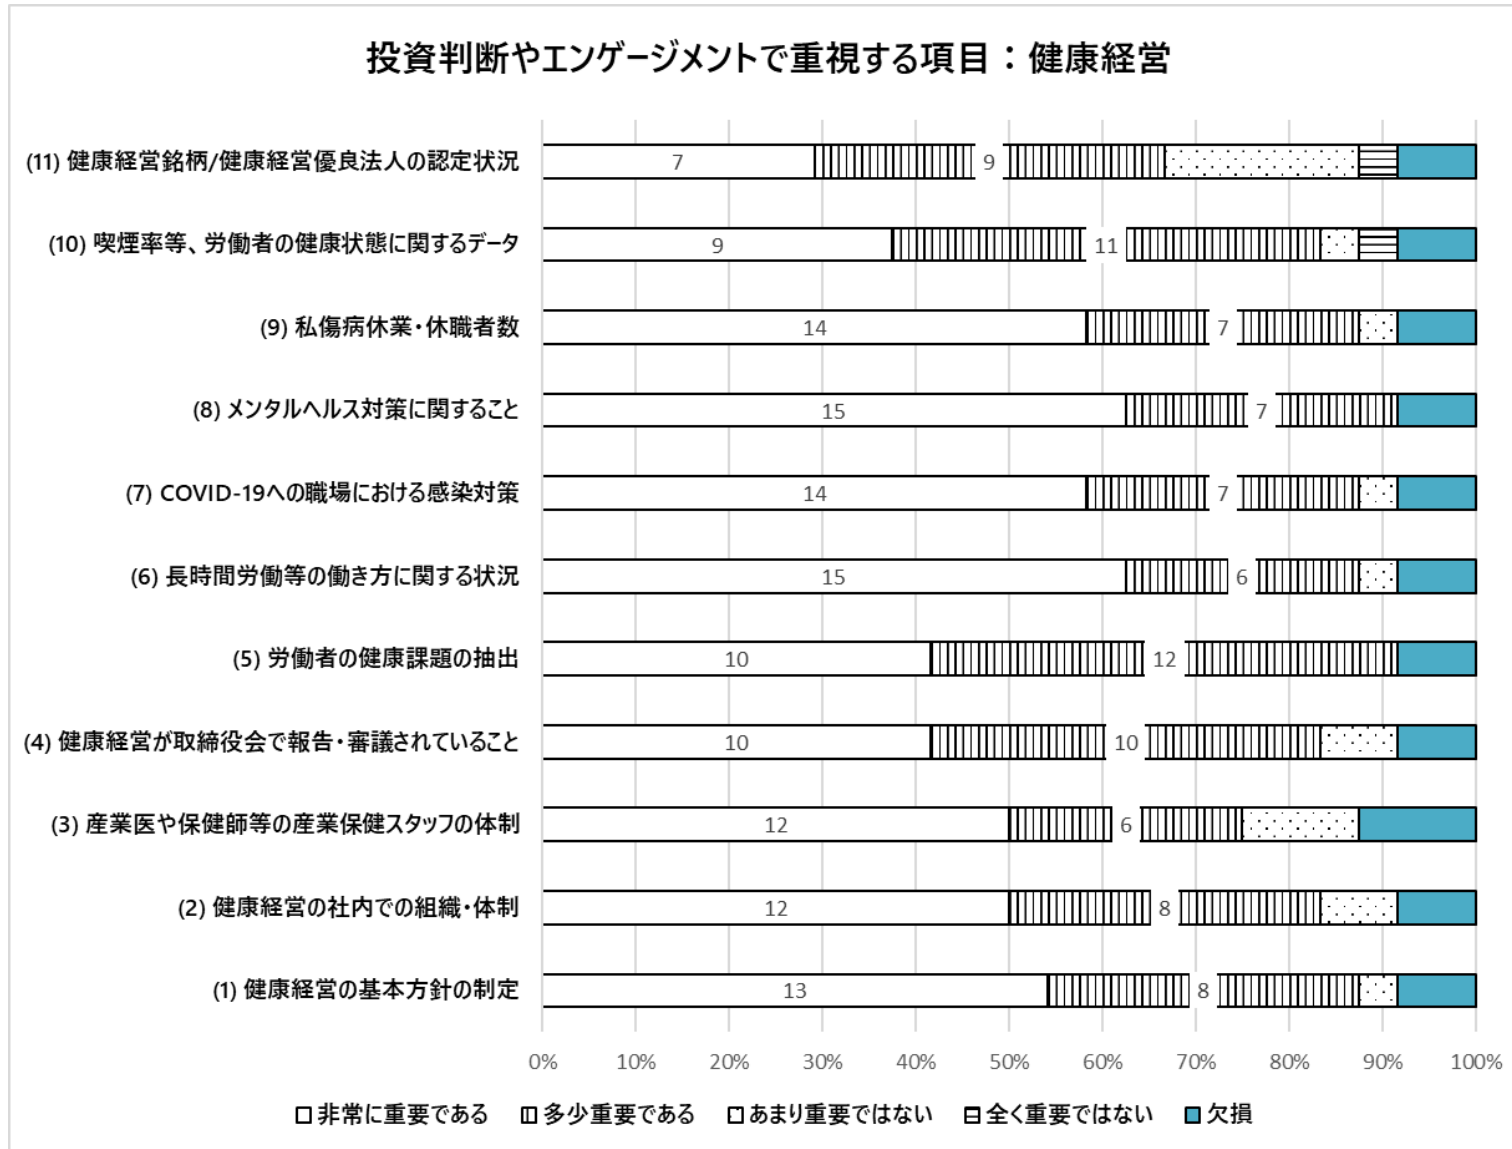 投資判断やエンゲージメントで重視する項目：健康経営
(11) 健康経営銘柄/健康経営優良法人の認定状況
7
9
(10) 喫煙率等、労働者の健康状態に関するデータ
9
11
(9) 私傷病休業・休職者数
14
7
(8) メンタルヘルス対策に関すること
15
7
(7) COVID-19への職場における感染対策
14
7
(6) 長時間労働等の働き方に関する状況
15
6
(5) 労働者の健康課題の抽出
10
12
(4) 健康経営が取締役会で報告・審議されていること
10
10
(3) 産業医や保健師等の産業保健スタッフの体制
12
6
(2) 健康経営の社内での組織・体制
12
8
(1) 健康経営の基本方針の制定
13
8
0% 10% 20% 30% 40% 50% 60% 70% 80% 90% 100%
非常に重要である 多少重要である あまり重要ではない 全く重要ではない 欠損